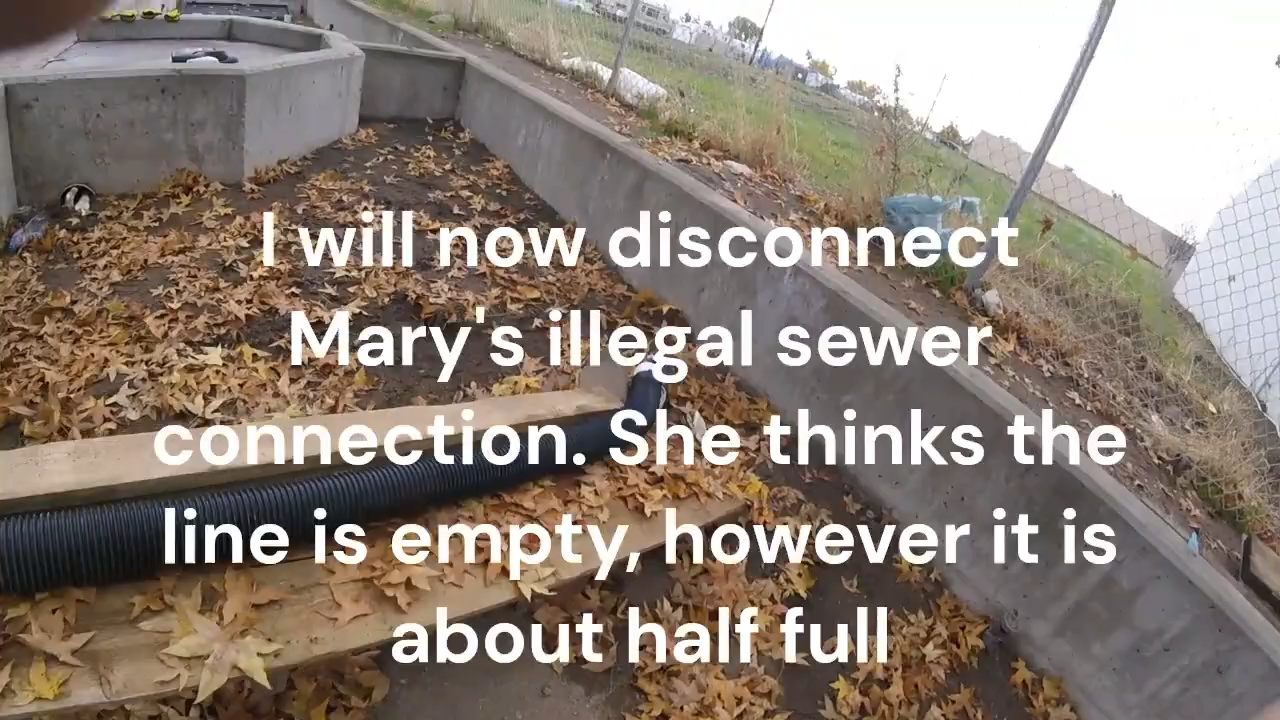 I will now disconnect
Mary's illegal sewer
connection. She thinks the
line is empty, however it is
about half full